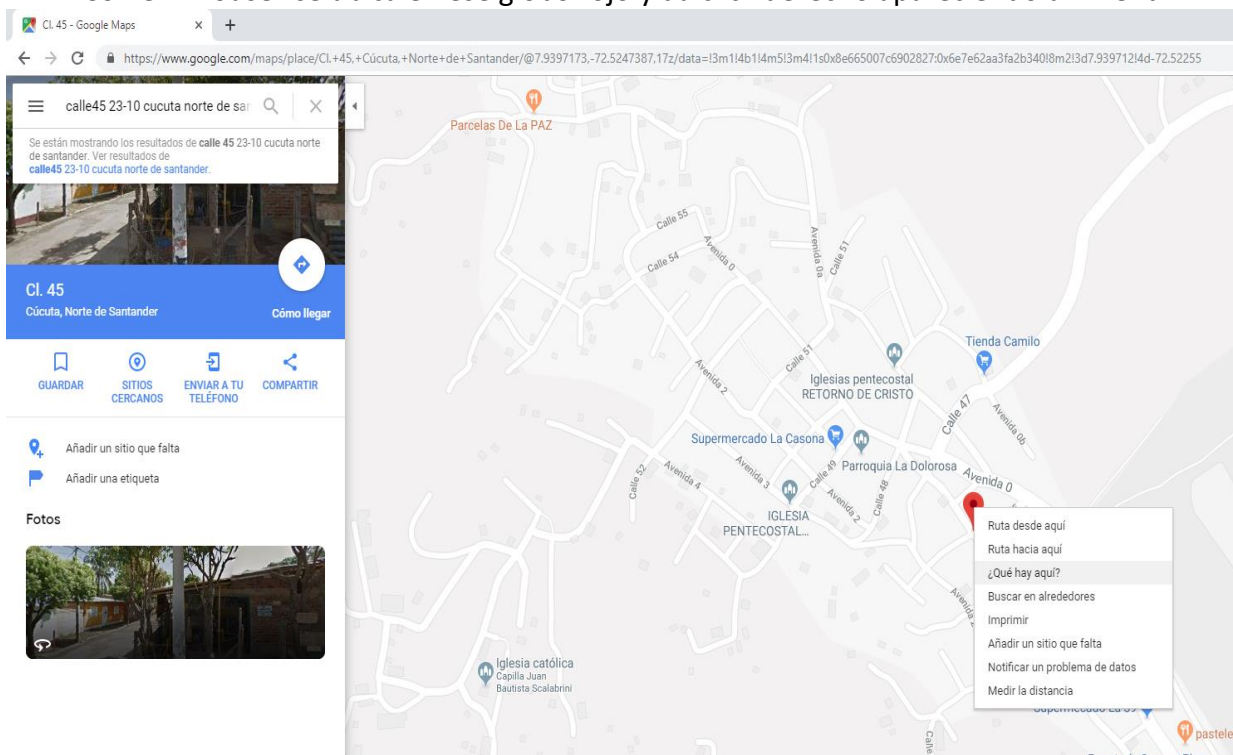 Cl. 45 - Google Maps
https://www.google.com/maps/place/Cl.+45,+Cúcuta,+Norte+de+Santander/@7.9397173,-72.5247387,17z/data=!3m1!4b1!4m5!3m4!1s0x8e665007c6902827:0x6e7e62aa3fa2b340!8m2!3d7.939712!4d-72.52255
calle45 23-10 cucuta norte de sar
Se están mostrando los resultados de calle 45 23-10 cucuta norte
de santander. Ver resultados de
calle45 23-10 cucuta norte de santander.
Cl. 45
Cúcuta, Norte de Santander
Cómo llegar
GUARDAR
SITIOS
CERCANOS
ENVIAR A TU
TELÉFONO
COMPARTIR
Añadir un sitio que falta
Añadir una etiqueta
Fotos
Parcelas De La PAZ
Calle 55
Calle 54
Avenida 0
Avenida 0a
Calle 51
Tienda Camilo
Calle 51
Iglesias pentecostal
RETORNO DE CRISTO
Avenida 2
Calle 47
Avenida 0b
Supermercado La Casona
Parroquia La Dolorosa
Avenida 0
Calle 52
Avenida 4
Avenida 3
Calle 49
Avenida 2
Calle 48
IGLESIA
PENTECOSTAL...
Ruta desde aquí
Ruta hacia aquí
¿Qué hay aquí?
Buscar en alrededores
Imprimir
Añadir un sitio que falta
Notificar un problema de datos
Medir la distancia
Iglesia católica
Capilla Juan
Bautista Scalabrini
pastele